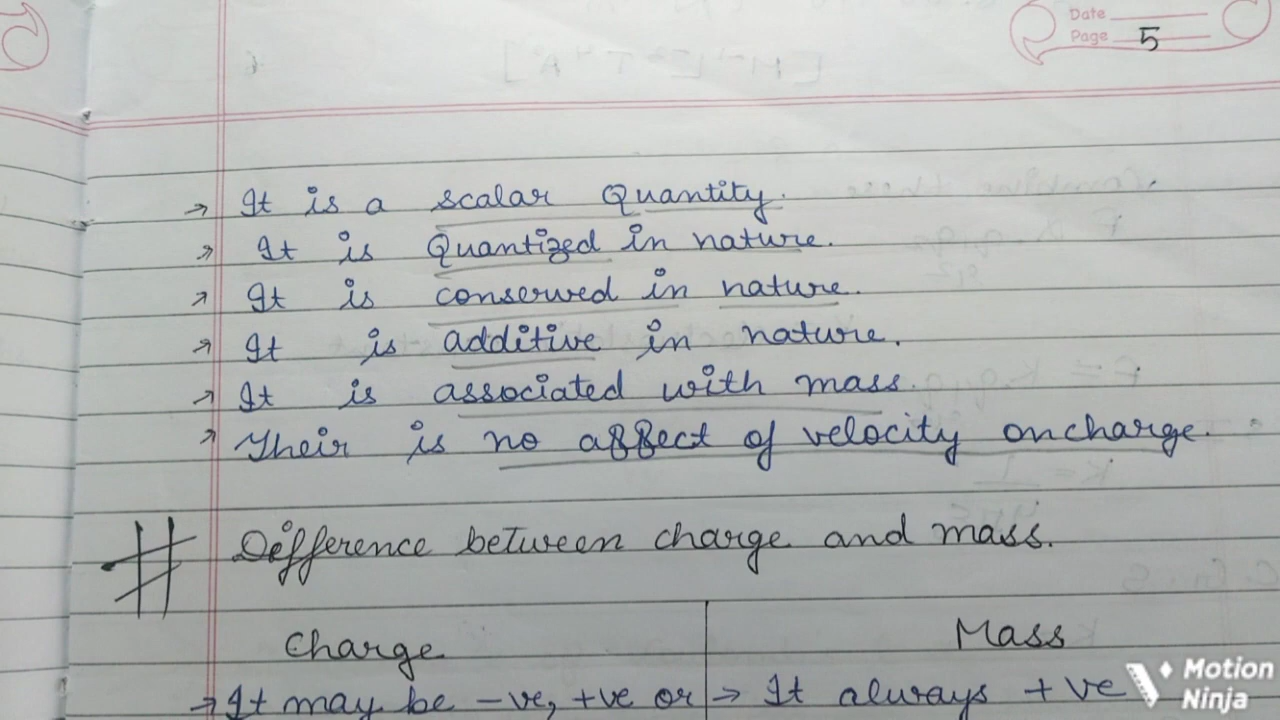 Date
Page 5
→ It is a scalar Quantity.
→ It is Quantized in nature.
→ It is conserved in nature.
→ It is additive in nature.
→ It is associated with mass.
→ Their is no affect of velocity on charge.
# Difference between charge and mass.
Charge
Mass
→ It may be -ve, +ve or
→ It always +ve
Motion
Ninja